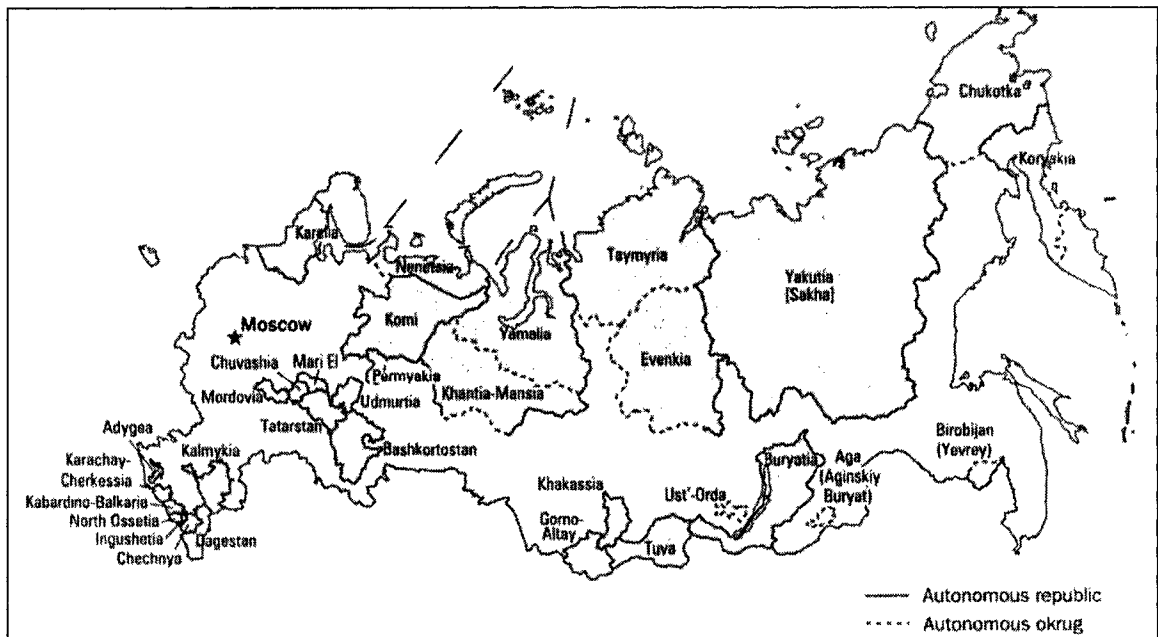 Chukotka
Koryakia
Karelia
Nenetsia
Taymyria
Yakutia
[Sakha]
Moscow
Komi
Yamalia
Evenkia
Chuvashia
Mari El
Permyakia
Khantia-Mansia
Mordovia
Udmurtia
Tatarstan
Bashkortostan
Adygea
Kalmykia
Karachay-
Cherkessia
Kabardino-Balkaria
North Ossetia
Ingushetia
Chechnya
Dagestan
Khakassia
Gorno-
Altay
Tuva
Ust'-Orda
Buryatia
Aga
(Aginskiy
Buryat)
Birobijan
(Yevrey)
Autonomous republic
Autonomous okrug